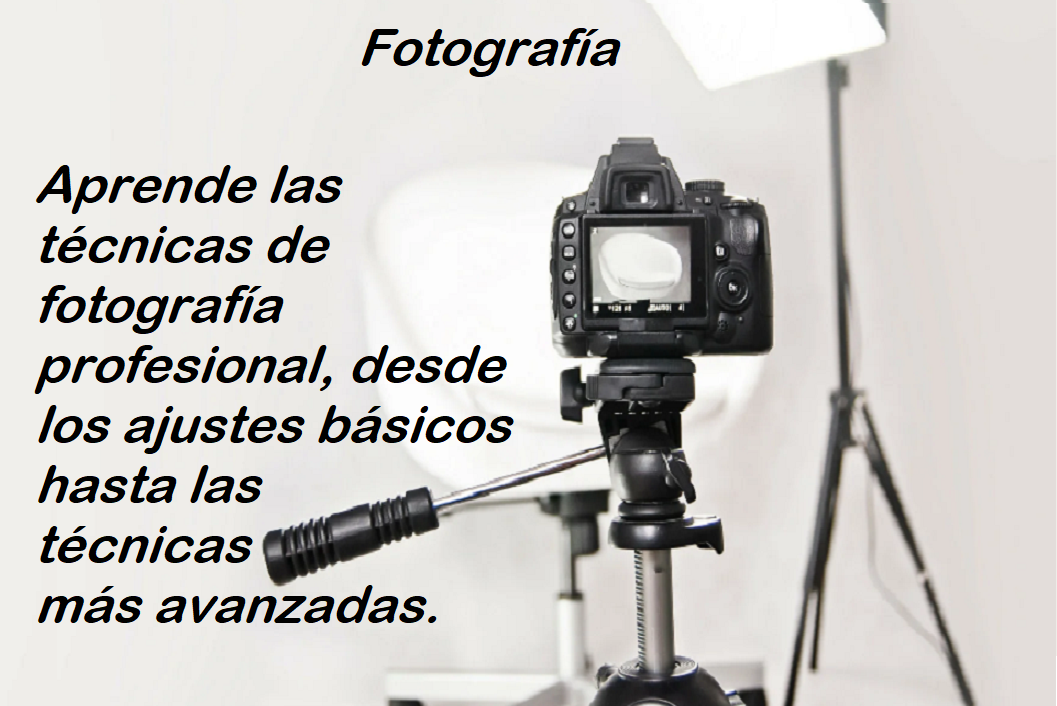 Fotografía
Aprende las
técnicas de
fotografía
profesional, desde
los ajustes básicos
hasta las
técnicas
más avanzadas.